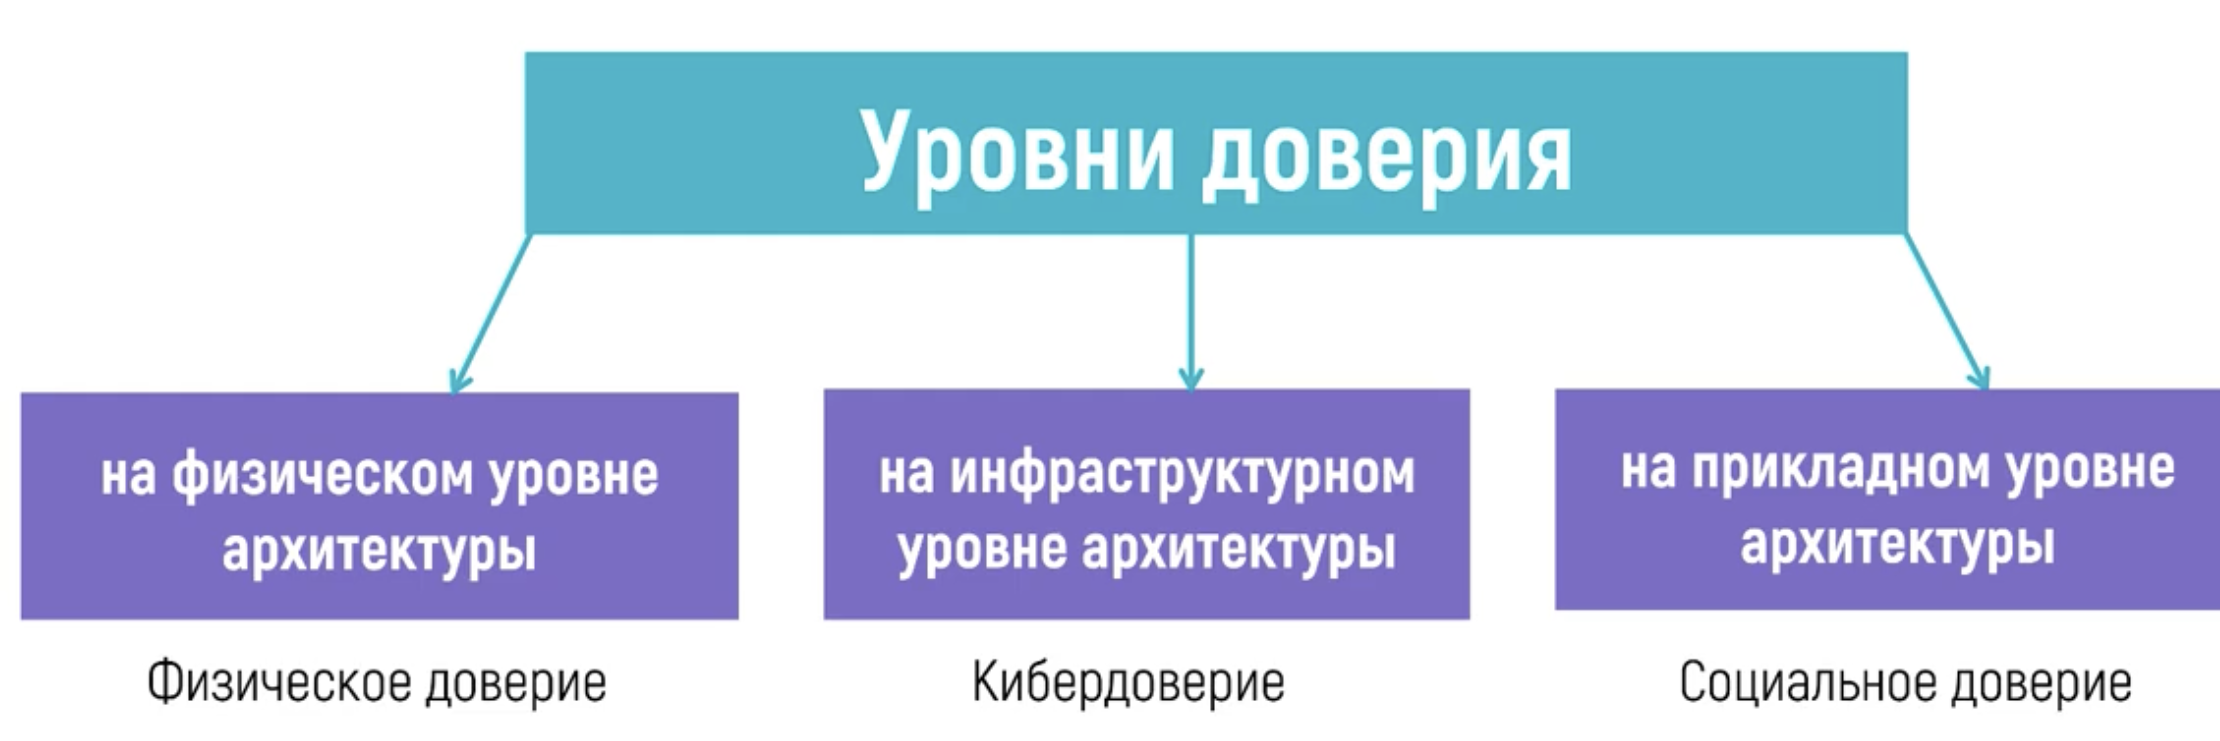 Уровни доверия
на физическом уровне
архитектуры
на инфраструктурном
уровне архитектуры
на прикладном уровне
архитектуры
Физическое доверие
Кибердоверие
Социальное доверие